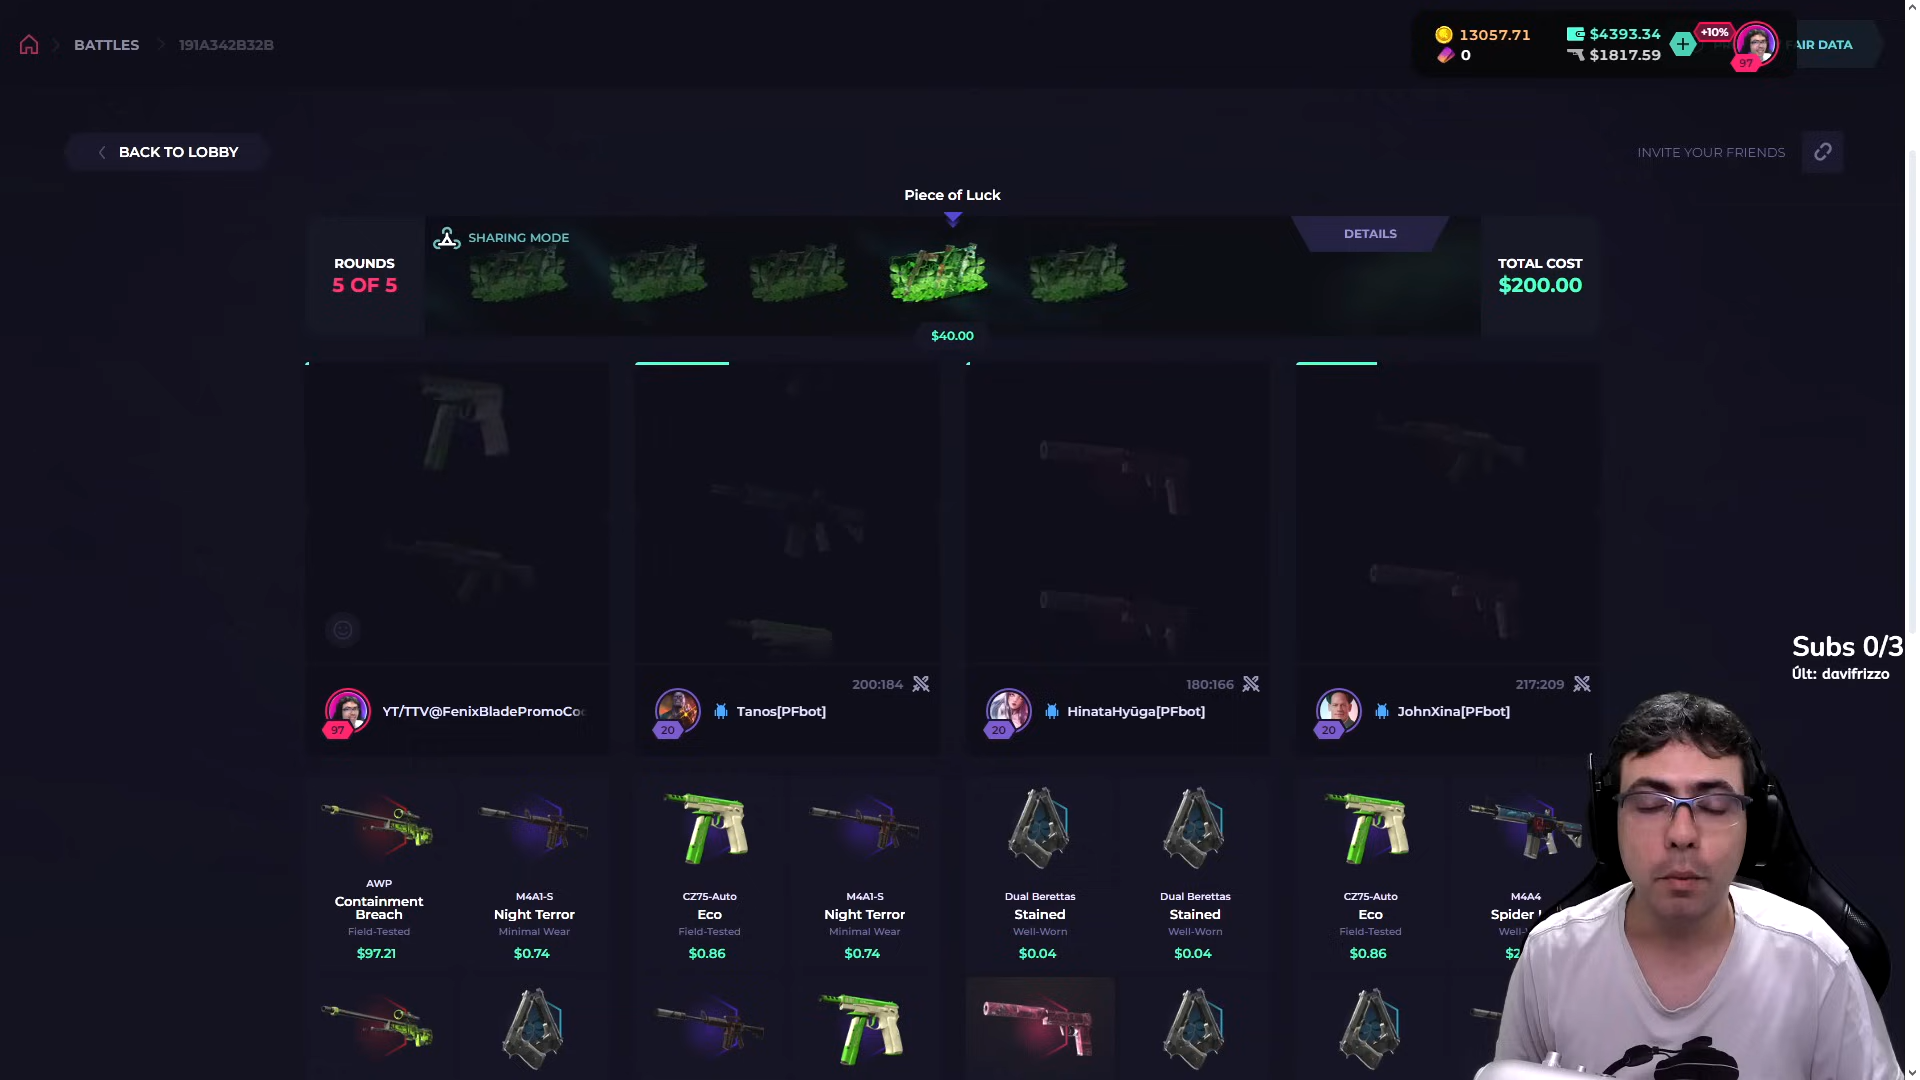 BATTLES
191A342B32B
13057.71
0
$4393.34
$1817.59
+10%
97
AIR DATA
BACK TO LOBBY
INVITE YOUR FRIENDS
Piece of Luck
ROUNDS
5 OF 5
SHARING MODE
DETAILS
TOTAL COST
$200.00
$40.00
Subs 0/3
Últ: davifrizzo
97
YT/TTV@FenixBladePromoCo
200:184
20
Tanos[PFbot]
180:166
20
HinataHyūga[PFbot]
217:209
20
JohnXina[PFbot]
AWP
Containment
Breach
Field-Tested
$97.21
M4A1-S
Night Terror
Minimal Wear
$0.74
CZ75-Auto
Eco
Field-Tested
$0.86
M4A1-S
Night Terror
Minimal Wear
$0.74
Dual Berettas
Stained
Well-Worn
$0.04
Dual Berettas
Stained
Well-Worn
$0.04
CZ75-Auto
Eco
Field-Tested
$0.86
M4A4
Spider